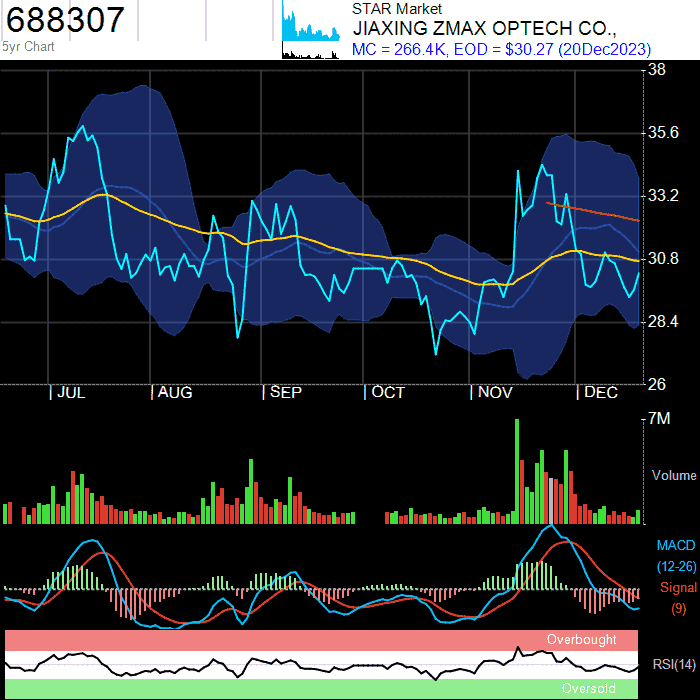 688307
5yr Chart
STAR Market
JIAXING ZMAX OPTECH CO.,
MC = 266.4K, EOD = $30.27 (20Dec2023)
38
35.6
33.2
30.8
28.4
26
JUL
AUG
SEP
OCT
NOV
DEC
7M
Volume
MACD
(12-26)
Signal
(9)
Overbought
RSI(14)
Oversold